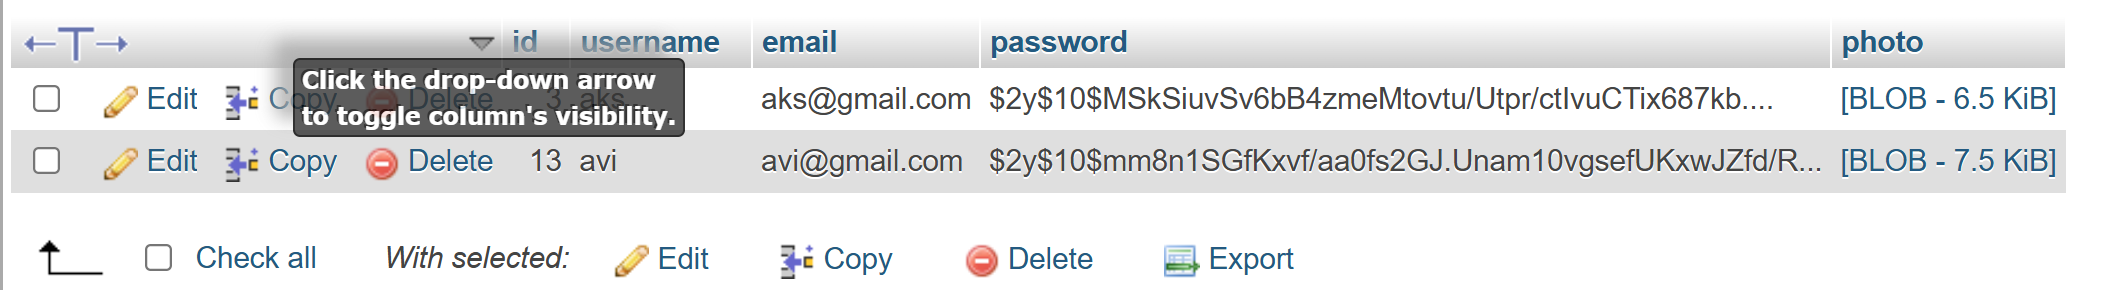 id username email password photo
Edit Copy Delete 3 aks aks@gmail.com $2y$10$MSkSiuvSv6bB4zmeMtovtu/Utpr/ctIvuCTix687kb.... [BLOB - 6.5 KiB]
Click the drop-down arrow
to toggle column's visibility.
Edit Copy Delete 13 avi avi@gmail.com $2y$10$mm8n1SGfKxvf/aa0fs2GJ.Unam10vgsefUKxwJZfd/R... [BLOB - 7.5 KiB]
Check all With selected: Edit Copy Delete Export